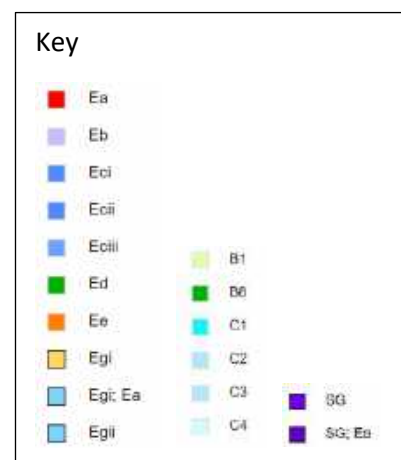 Key
Ea
Eb
Eci
Ecii
Eciii
Ed
Ee
Egi
Egi; Ea
Egii
B1
B6
C1
C2
C3
C4
SG
SG; Ea